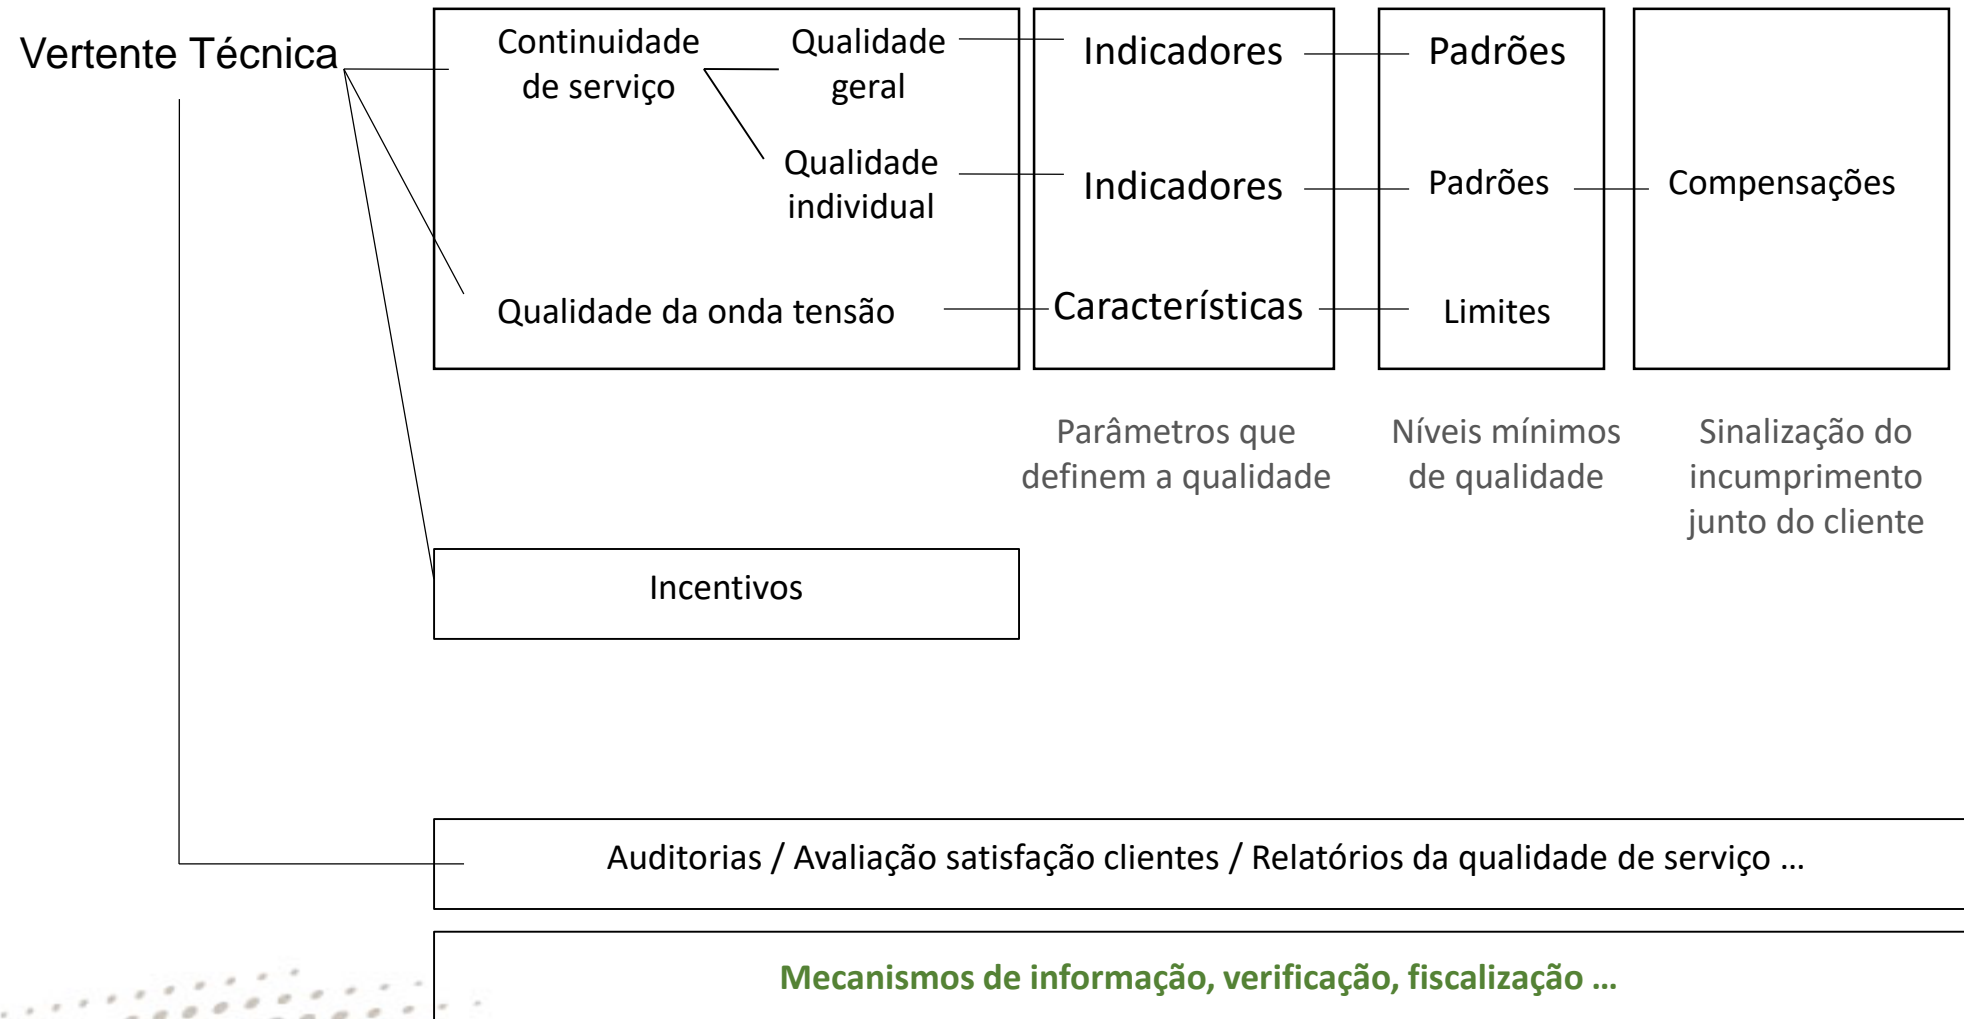 Vertente Técnica
Continuidade
de serviço
Qualidade
geral
Indicadores
Padrões
Qualidade
individual
Indicadores
Padrões
Compensações
Qualidade da onda tensão
Características
Limites
Parâmetros que
definem a qualidade
Níveis mínimos
de qualidade
Sinalização do
incumprimento
junto do cliente
Incentivos
Auditorias / Avaliação satisfação clientes / Relatórios da qualidade de serviço ...
Mecanismos de informação, verificação, fiscalização ...